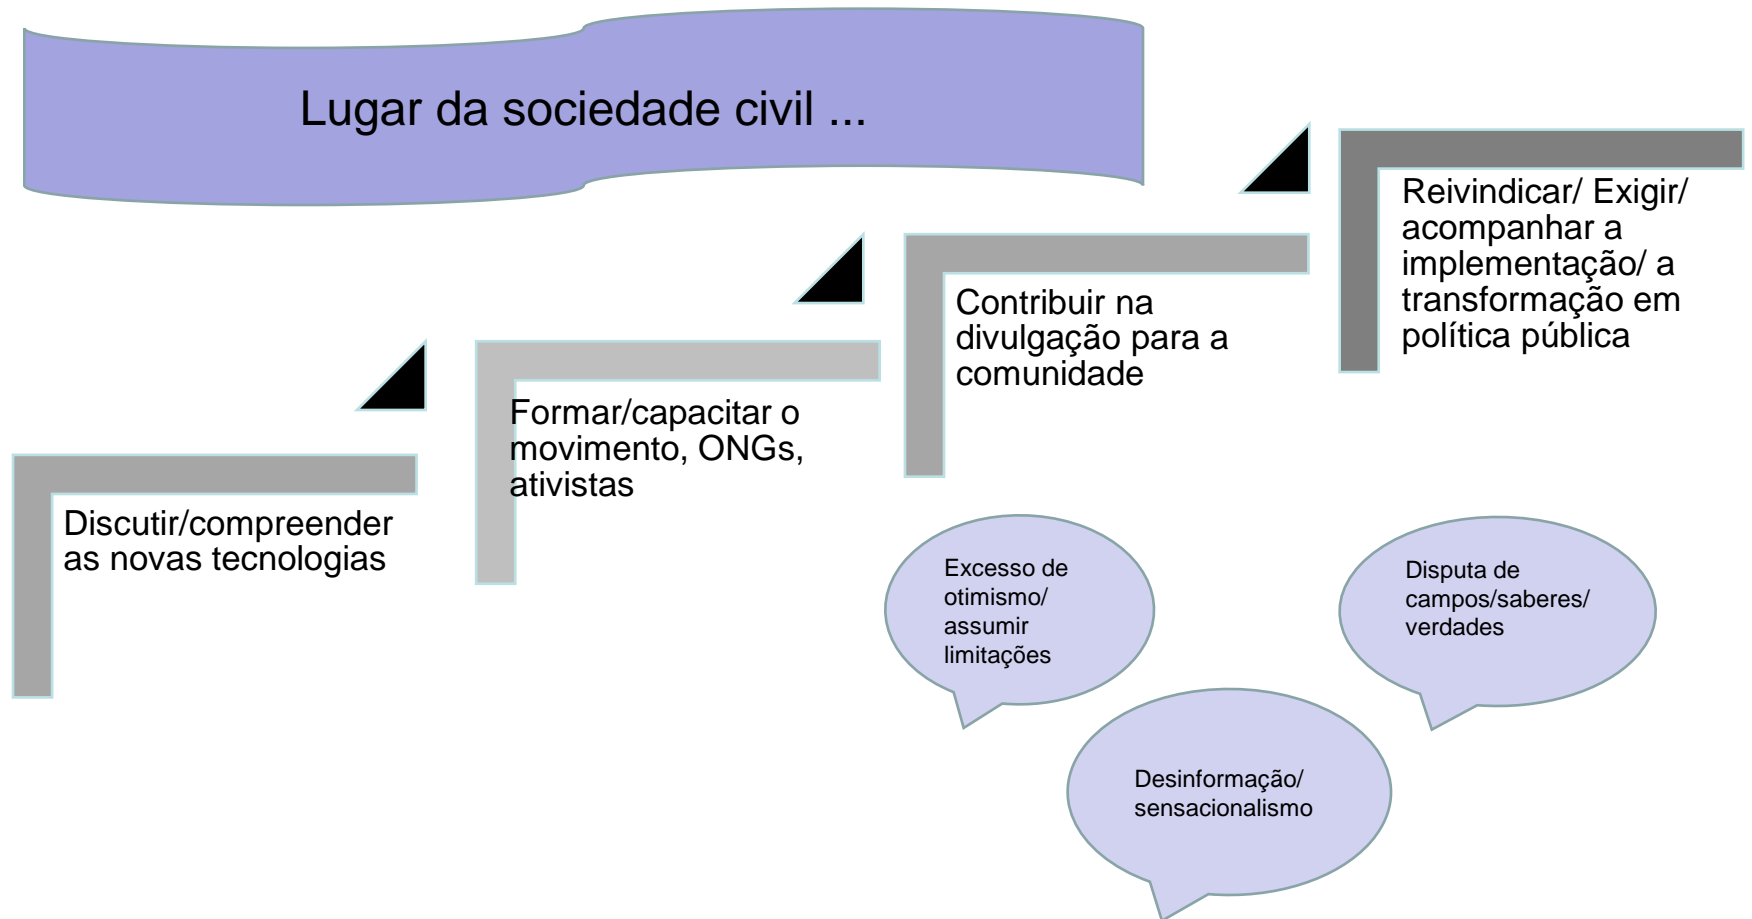 Lugar da sociedade civil ...
Discutir/compreender
as novas tecnologias
Formar/capacitar o
movimento, ONGs,
ativistas
Contribuir na
divulgação para a
comunidade
Reivindicar/ Exigir/
acompanhar a
implementação/ a
transformação em
política pública
Excesso de
otimismo/
assumir
limitações
Disputa de
campos/saberes/
verdades
Desinformação/
sensacionalismo